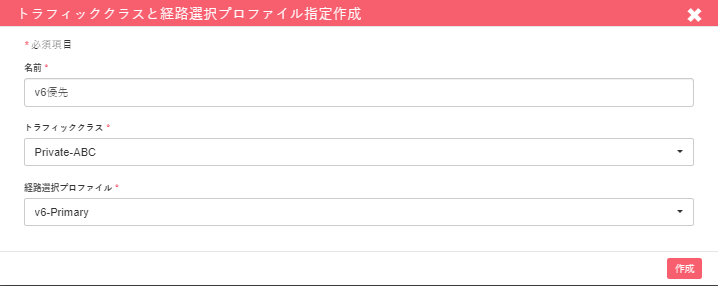 トラフィッククラスと経路選択プロファイル指定作成
*必須項目
名前 *
v6優先
トラフィッククラス *
Private-ABC
経路選択プロファイル *
v6-Primary
作成